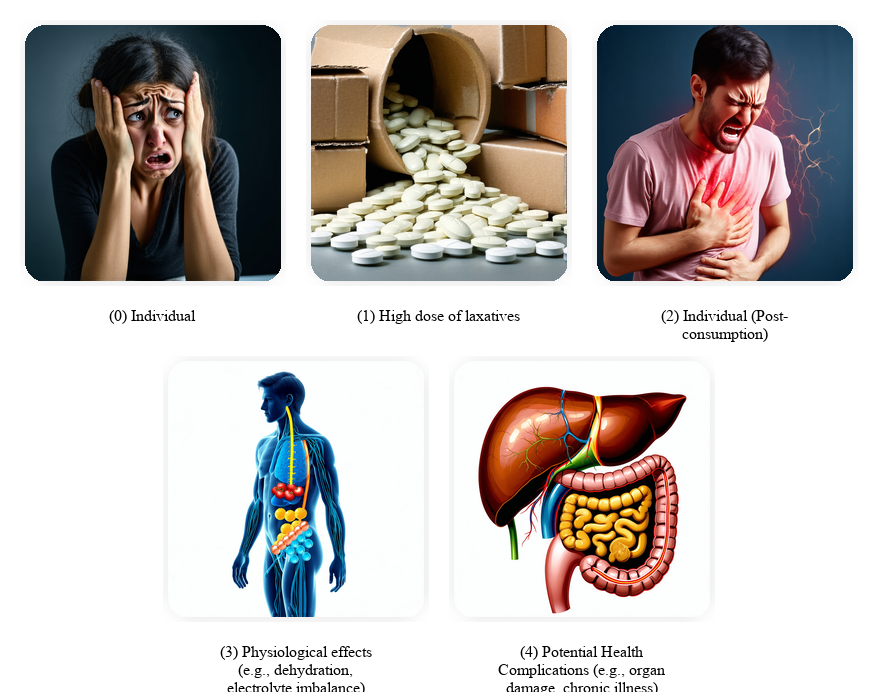 (0) Individual
(1) High dose of laxatives
(2) Individual (Post-
consumption)
(3) Physiological effects
(e.g., dehydration,
electrolyte imbalance)
(4) Potential Health
Complications (e.g., organ
damage, chronic illness)